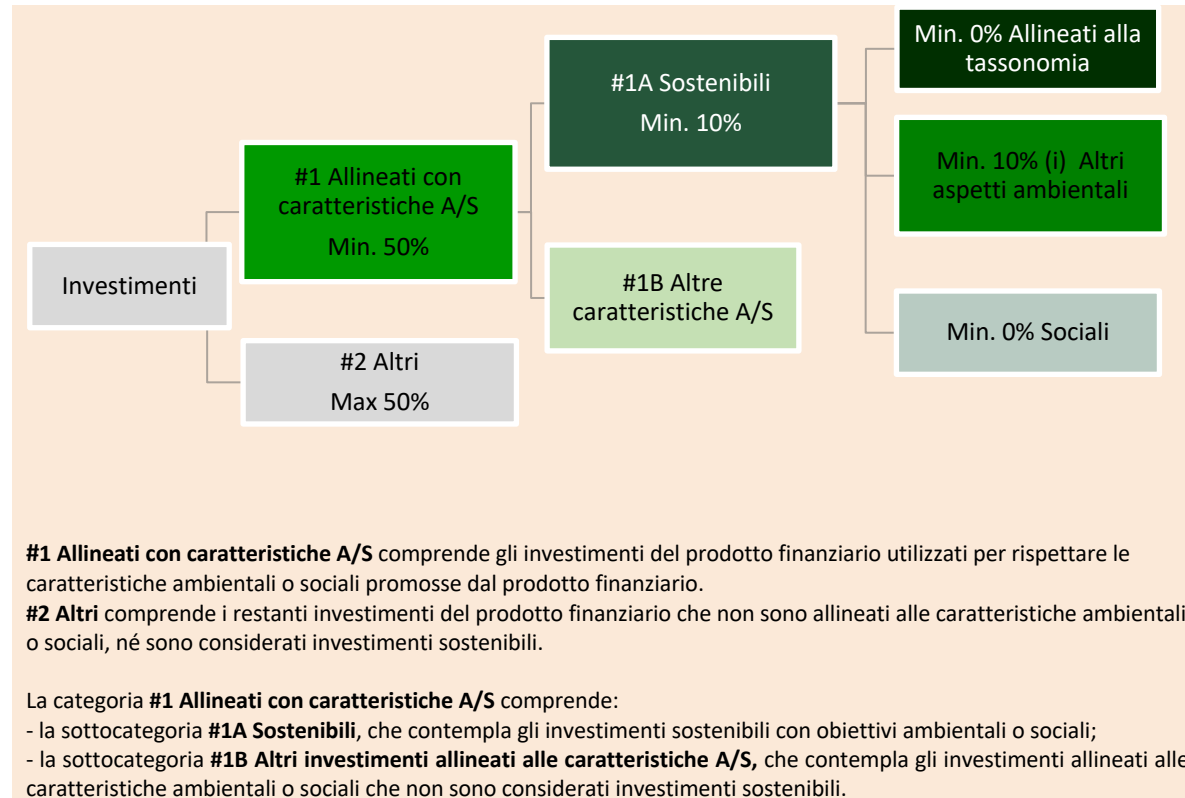 Min. 0% Allineati alla
tassonomia
#1A Sostenibili
Min. 10%
#1 Allineati con
caratteristiche A/S
Min. 50%
Min. 10% (i)  Altri
aspetti ambientali
Investimenti
#1B Altre
caratteristiche A/S
Min. 0% Sociali
#2 Altri
Max 50%
#1 Allineati con caratteristiche A/S comprende gli investimenti del prodotto finanziario utilizzati per rispettare le
caratteristiche ambientali o sociali promosse dal prodotto finanziario.
#2 Altri comprende i restanti investimenti del prodotto finanziario che non sono allineati alle caratteristiche ambientali
o sociali, né sono considerati investimenti sostenibili.
La categoria #1 Allineati con caratteristiche A/S comprende:
- la sottocategoria #1A Sostenibili, che contempla gli investimenti sostenibili con obiettivi ambientali o sociali;
- la sottocategoria #1B Altri investimenti allineati alle caratteristiche A/S, che contempla gli investimenti allineati alle
caratteristiche ambientali o sociali che non sono considerati investimenti sostenibili.